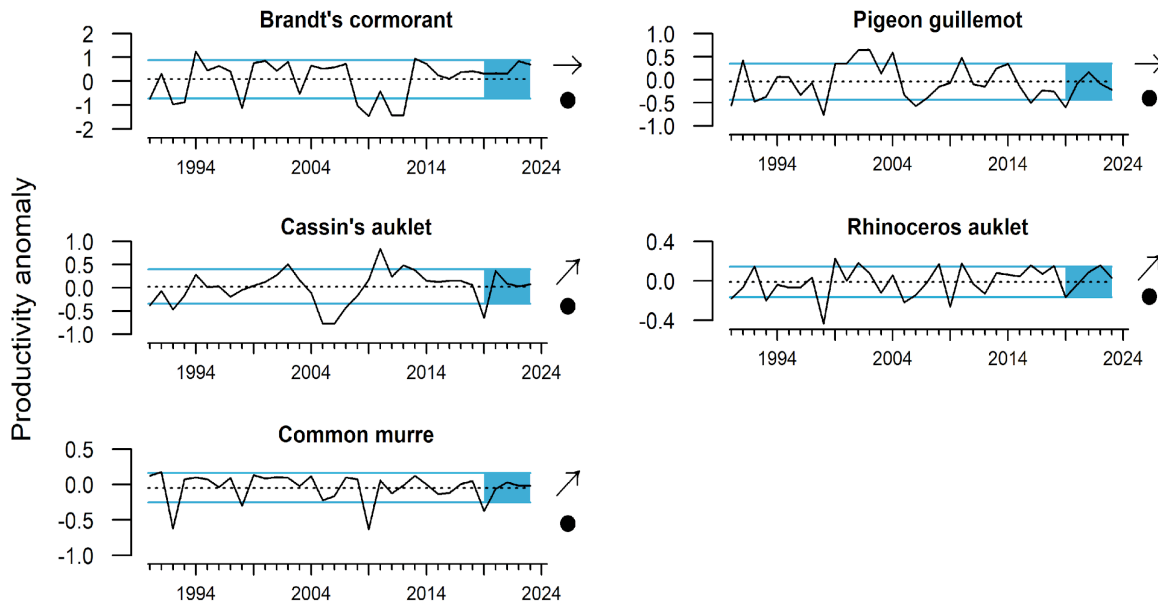 Productivity anomaly
Brandt's cormorant
2
1
0
-1
-2
1994 2004 2014 2024
Pigeon guillemot
1.0
0.5
0.0
-0.5
-1.0
1994 2004 2014 2024
Cassin's auklet
1.0
0.5
0.0
-0.5
-1.0
1994 2004 2014 2024
Rhinoceros auklet
0.4
0.0
-0.4
1994 2004 2014 2024
Common murre
0.5
0.0
-0.5
-1.0
1994 2004 2014 2024